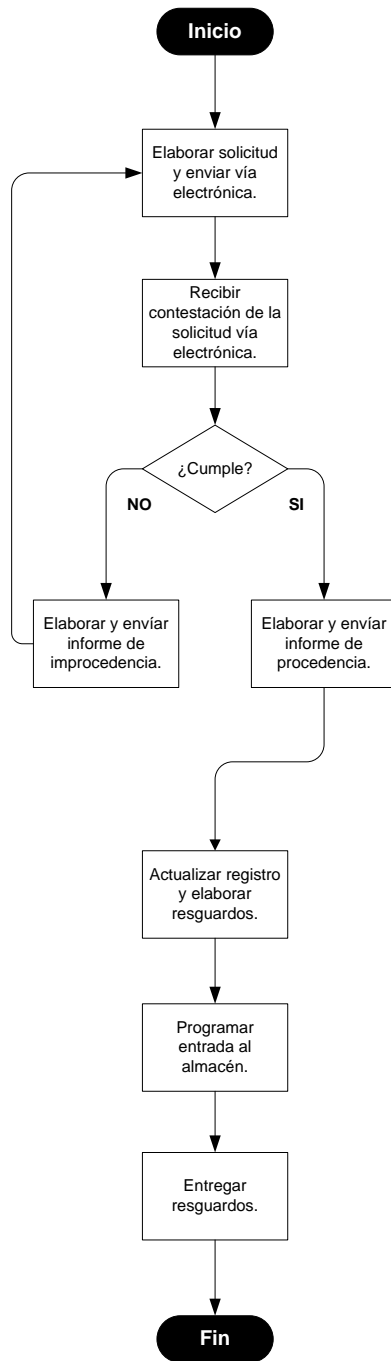 Inicio
Elaborar solicitud
y enviar vía
electrónica.
Recibir
contestación de la
solicitud vía
electrónica.
¿Cumple?
NO
SI
Elaborar y envíar
informe de
improcedencia.
Elaborar y envíar
informe de
procedencia.
Actualizar registro
y elaborar
resguardos.
Programar
entrada al
almacén.
Entregar
resguardos.
Fin